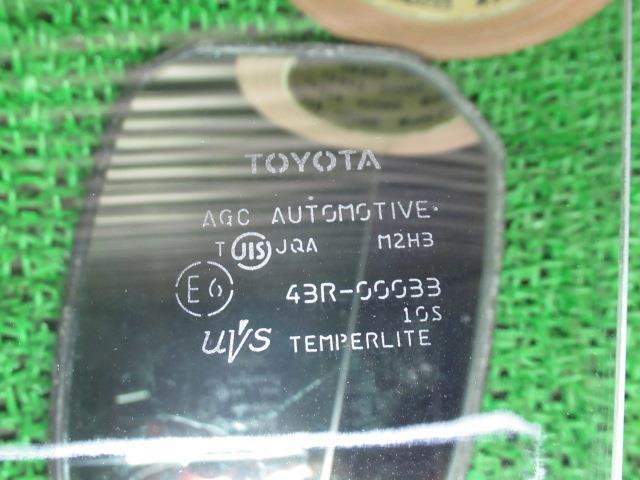 TOYOTA
AGC AUTOMOTIVE
T JIS JQA M2H3
E6 43R-00033
10S
UVS TEMPERLITE